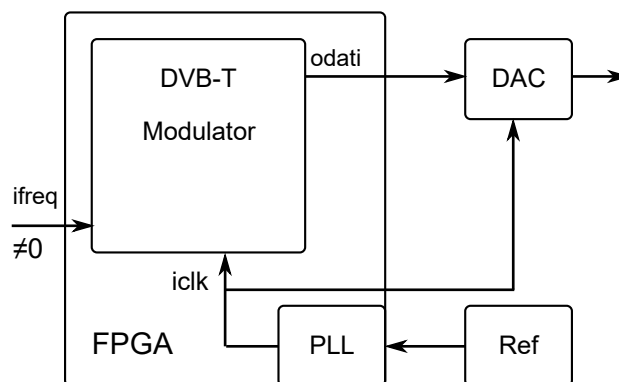 DVB-T
Modulator
odati
DAC
ifreq
≠0
iclk
FPGA
PLL
Ref